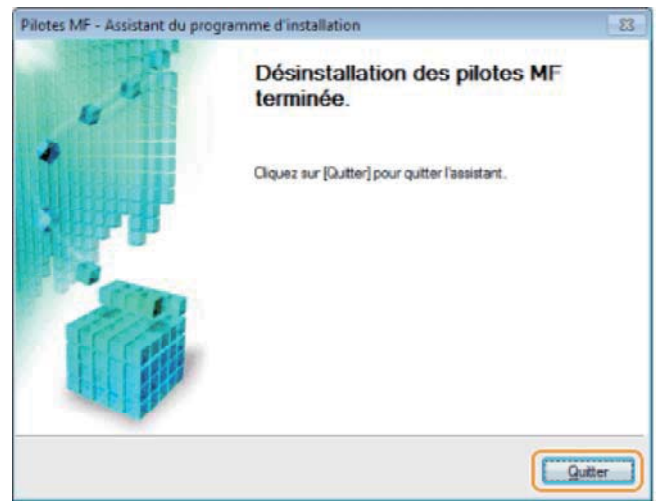 Pilotes MF - Assistant du programme d'installation
Désinstallation des pilotes MF
terminée.
Cliquez sur [Quitter] pour quitter l'assistant.
Quitter